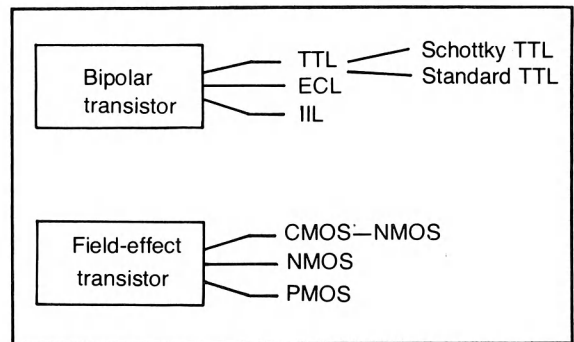 Bipolar
transistor
TTL
ECL
IIL
Schottky TTL
Standard TTL
Field-effect
transistor
CMOS—NMOS
NMOS
PMOS